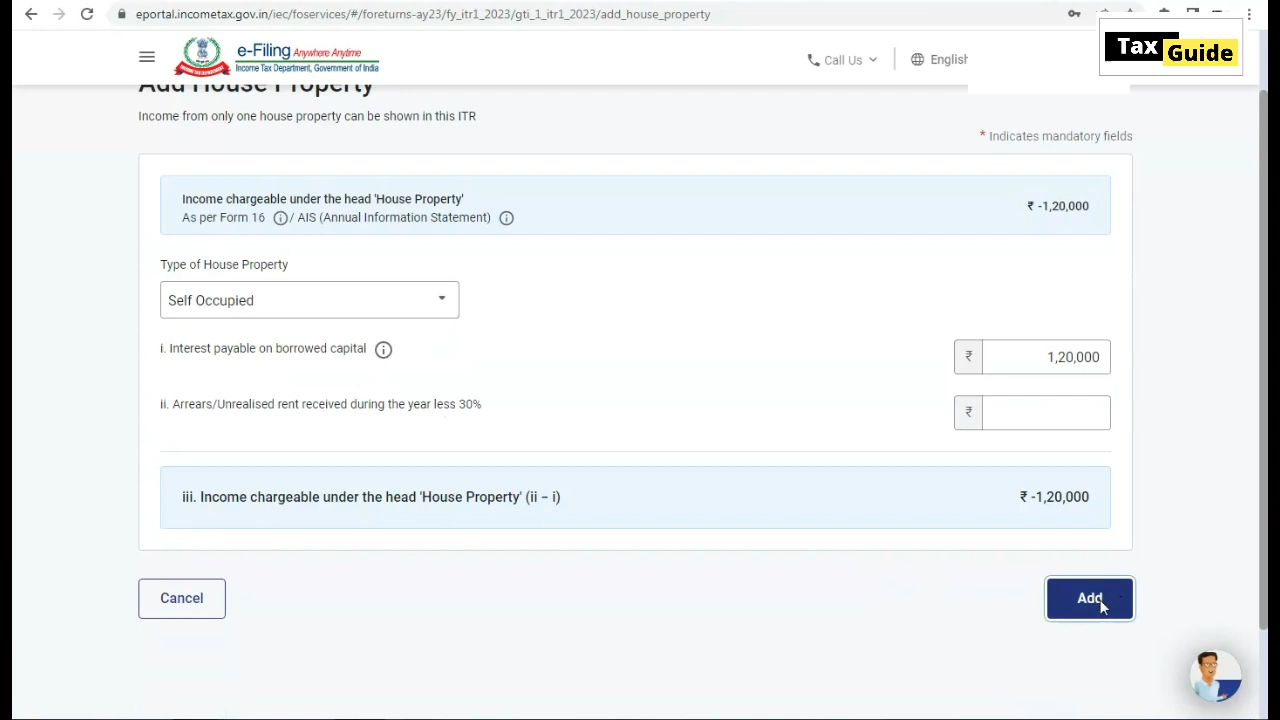 eportal.incometax.gov.in/iec/foservices/#/foreturns-ay23/fy_itr1_2023/gti_1_itr1_2023/add_house_property
Tax
Guide
e-Filing Anywhere Anytime
Income Tax Department, Government of India
Call Us
English
Add House Property
Income from only one house property can be shown in this ITR
* Indicates mandatory fields
Income chargeable under the head 'House Property'
₹ -1,20,000
As per Form 16 / AIS (Annual Information Statement)
Type of House Property
Self Occupied
i. Interest payable on borrowed capital
₹ 1,20,000
ii. Arrears/Unrealised rent received during the year less 30%
₹
iii. Income chargeable under the head 'House Property' (ii – i)
₹ -1,20,000
Cancel
Add